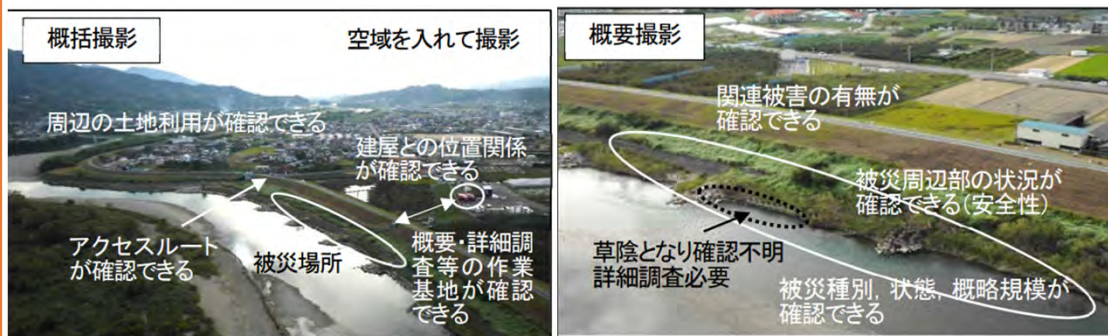 概括撮影
空域を入れて撮影
周辺の土地利用が確認できる
建屋との位置関係
が確認できる
アクセスルート
が確認できる
被災場所
概要・詳細調
査等の作業
基地が確認
できる
概要撮影
関連被害の有無が
確認できる
被災周辺部の状況が
確認できる(安全性)
草陰となり確認不明
詳細調査必要
被災種別, 状態, 概略規模が
確認できる